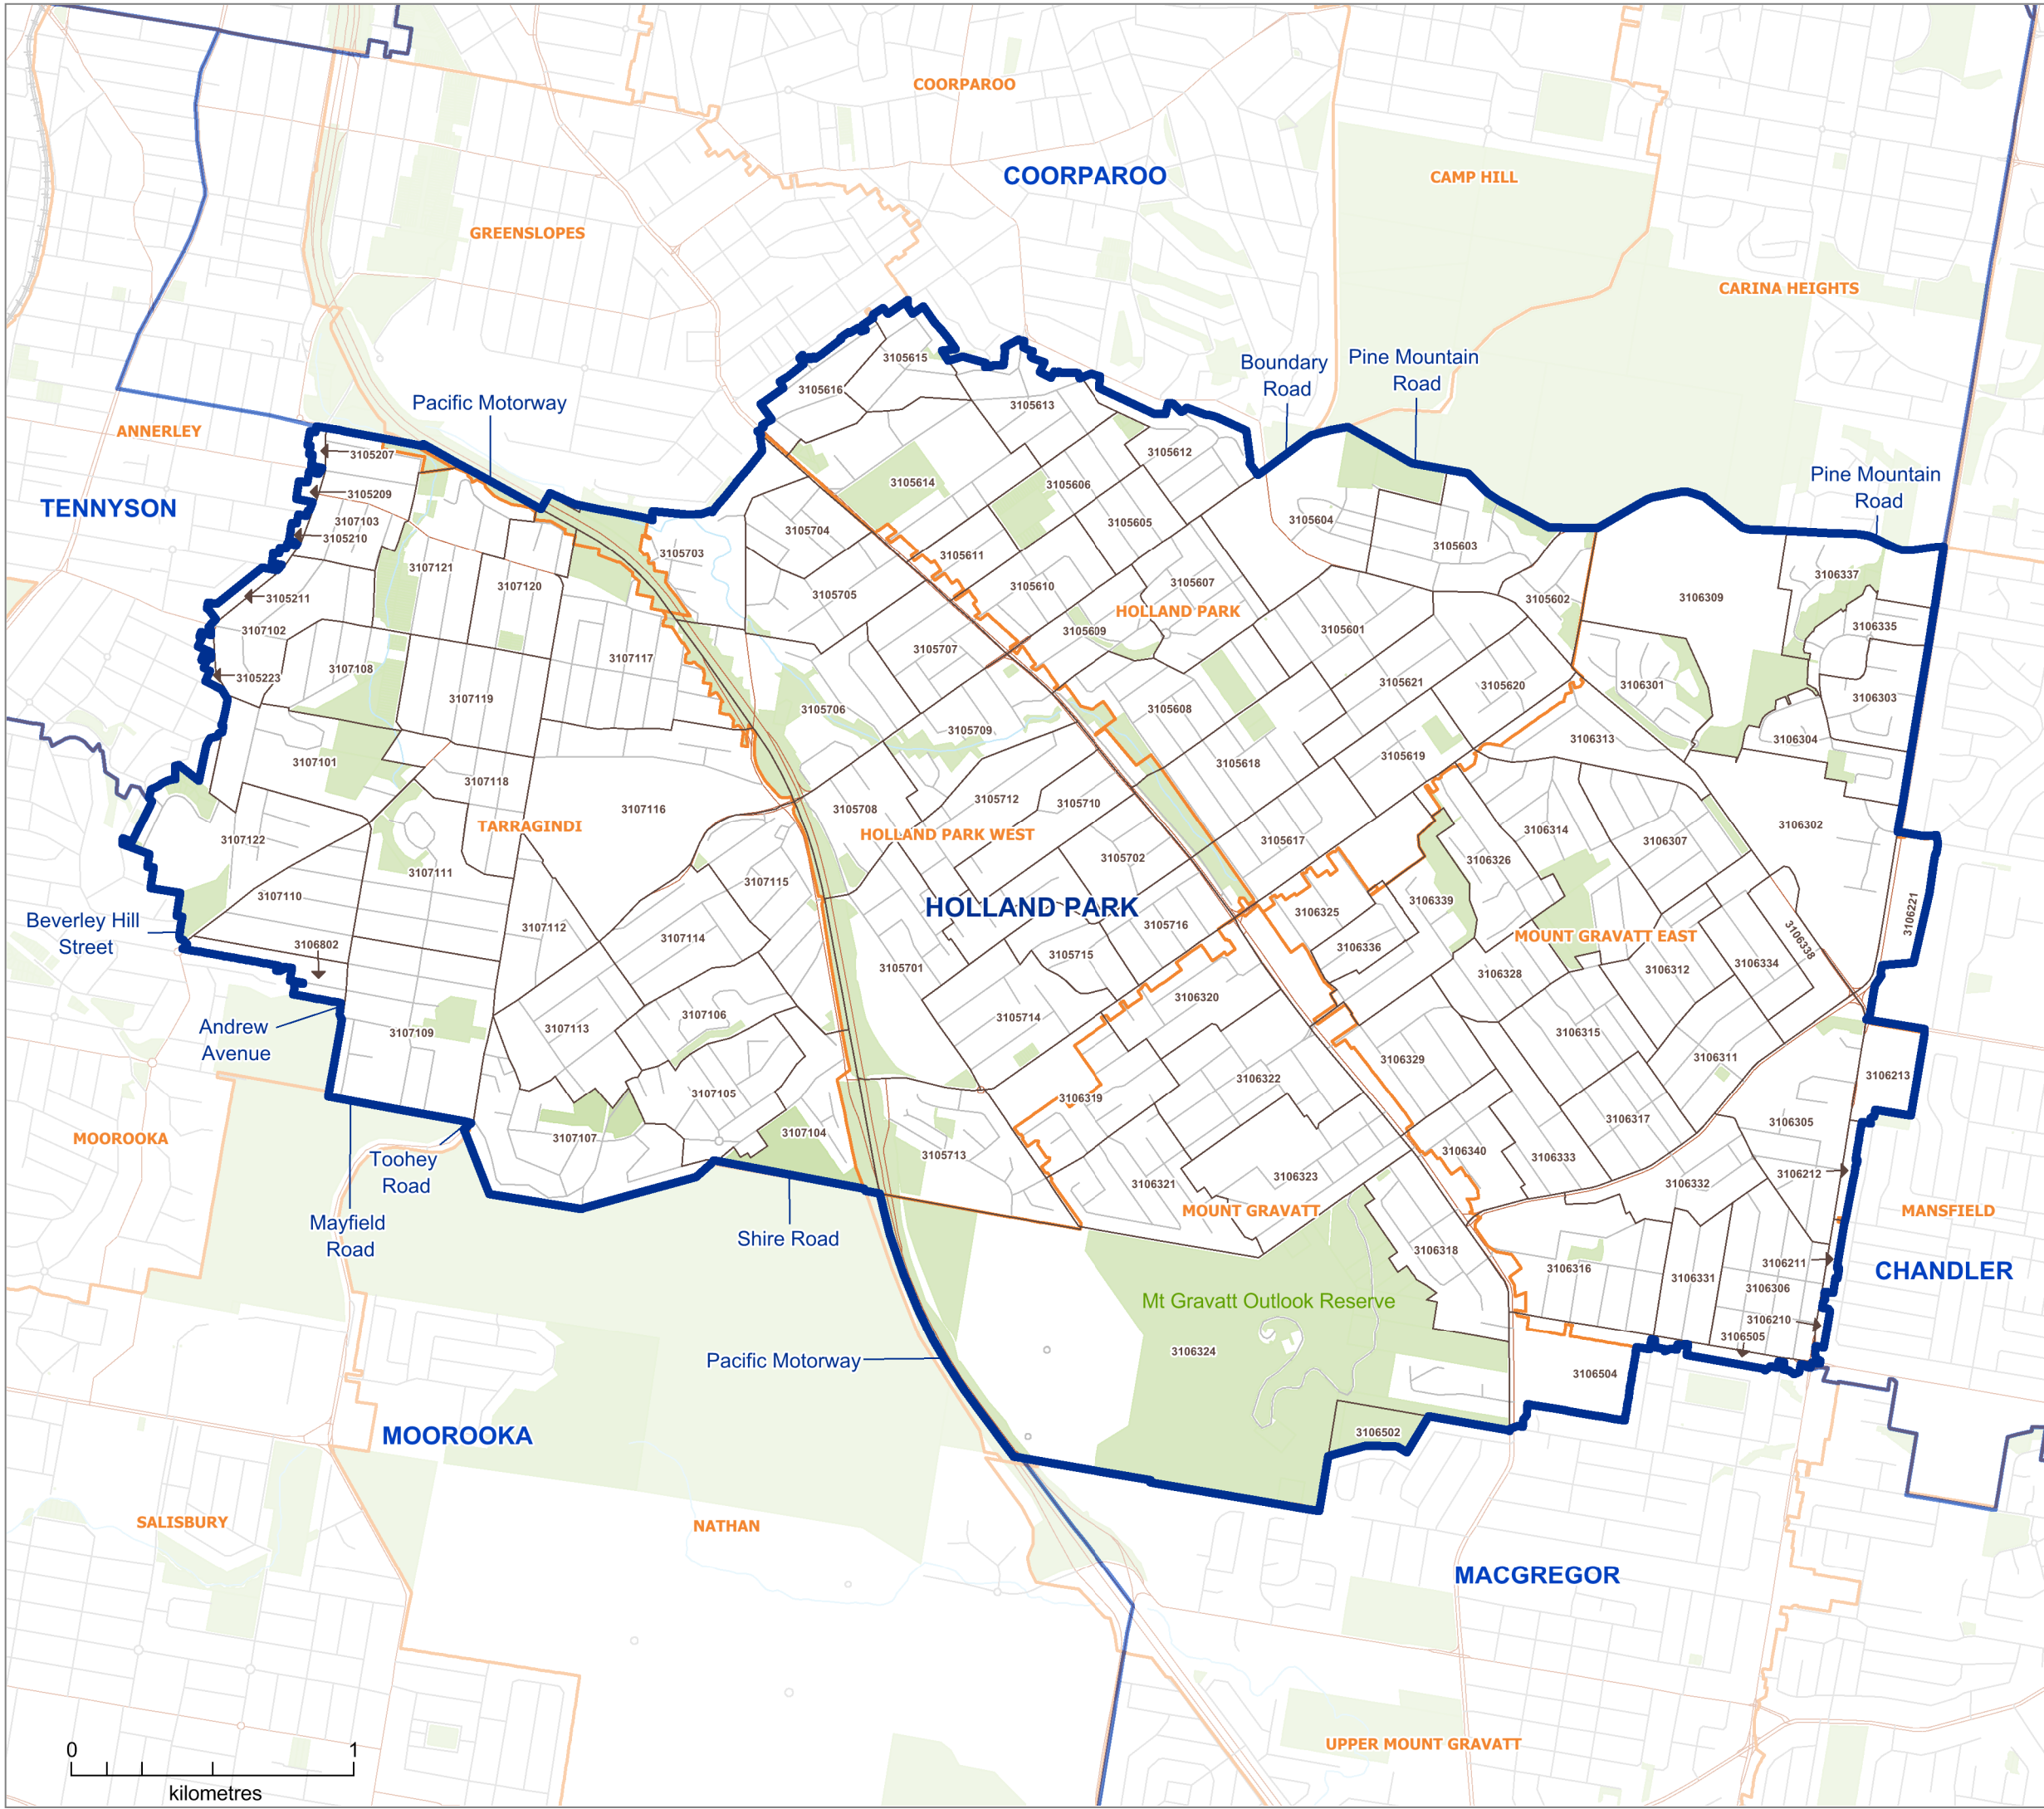 COORPAROO
COORPAROO
CAMP HILL
GREENSLOPES
CARINA HEIGHTS
Boundary
Road
Pine Mountain
Road
Pacific Motorway
ANNERLEY
TENNYSON
Pine Mountain
Road
3105615
3105616
3105613
3105612
3105207
3105209
3107103
3105210
3105614
3105606
3105605
3105604
3105603
3105704
3105703
3105611
3107121
3107120
3105610
3105607
3105705
3105602
3106309
3106337
3105211
HOLLAND PARK
3106335
3107102
3105609
3105601
3105707
3107117
3107108
3105223
3105621
3105620
3106301
3106303
3107119
3105706
3105608
3105709
3106313
3106304
3107101
3105618
3105619
3107118
3105712
3105710
3107116
3105708
3106302
TARRAGINDI
HOLLAND PARK WEST
3107122
3105617
3106314
3106307
3106326
3105702
3107111
3107115
3107110
HOLLAND PARK
3106339
3106325
3106221
Beverley Hill
Street
3107112
3107114
3105716
3106336
MOUNT GRAVATT EAST
3106338
3106802
3105715
3105701
3106328
3106312
3106334
3106320
Andrew
Avenue
3107109
3107113
3107106
3105714
3106315
3106329
3106311
3106322
3106213
3107105
3106319
3106317
3106305
MOOROOKA
3107107
3107104
3105713
3106340
3106333
Toohey
Road
3106323
3106321
3106332
3106212
Mayfield
Road
Shire Road
MOUNT GRAVATT
MANSFIELD
3106318
3106316
3106331
3106211
3106306
CHANDLER
Mt Gravatt Outlook Reserve
3106210
3106505
3106324
Pacific Motorway
3106504
MOOROOKA
3106502
SALISBURY
NATHAN
MACGREGOR
UPPER MOUNT GRAVATT
0 1
kilometres